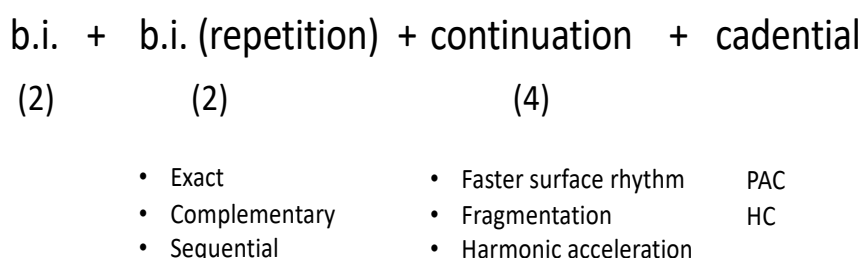 b.i. + b.i. (repetition) + continuation + cadential
(2) (2) (4)
• Exact • Faster surface rhythm PAC
• Complementary • Fragmentation HC
• Sequential • Harmonic acceleration